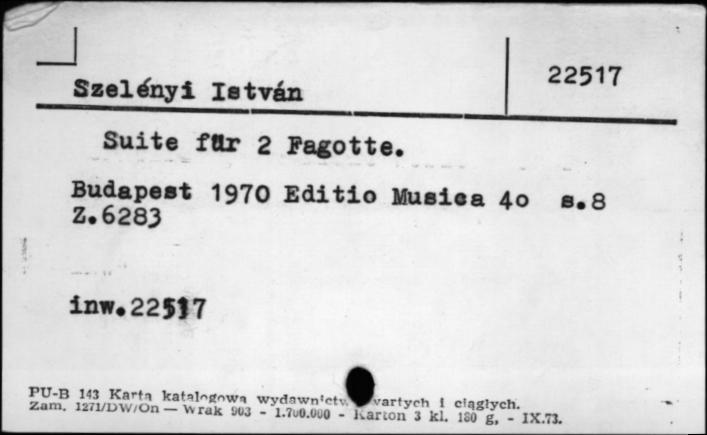 22517
Szelényi István
Suite für 2 Fagotte.
Budapest 1970 Editio Musica 4o s.8
Z.6283
inw.22517
PU-B 143 Karta katalogowa wydawnictw zwartych i ciągłych.
Zam. 1271/DW/On — Wrak 903 - 1.700.000 - Karton 3 kl. 180 g, - IX.73.